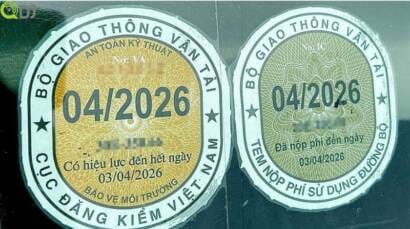 BỘ GIAO THÔNG VẬN TẢI
AN TOÀN KỸ THUẬT
No: VA
04/2026
Có hiệu lực đến hết ngày
03/04/2026
BẢO VỆ MÔI TRƯỜNG
CỤC ĐĂNG KIỂM VIỆT NAM
BỘ GIAO THÔNG VẬN TẢI
No: IC
04/2026
Đã nộp phí đến ngày
03/04/2026
TEM NỘP PHÍ SỬ DỤNG ĐƯỜNG BỘ